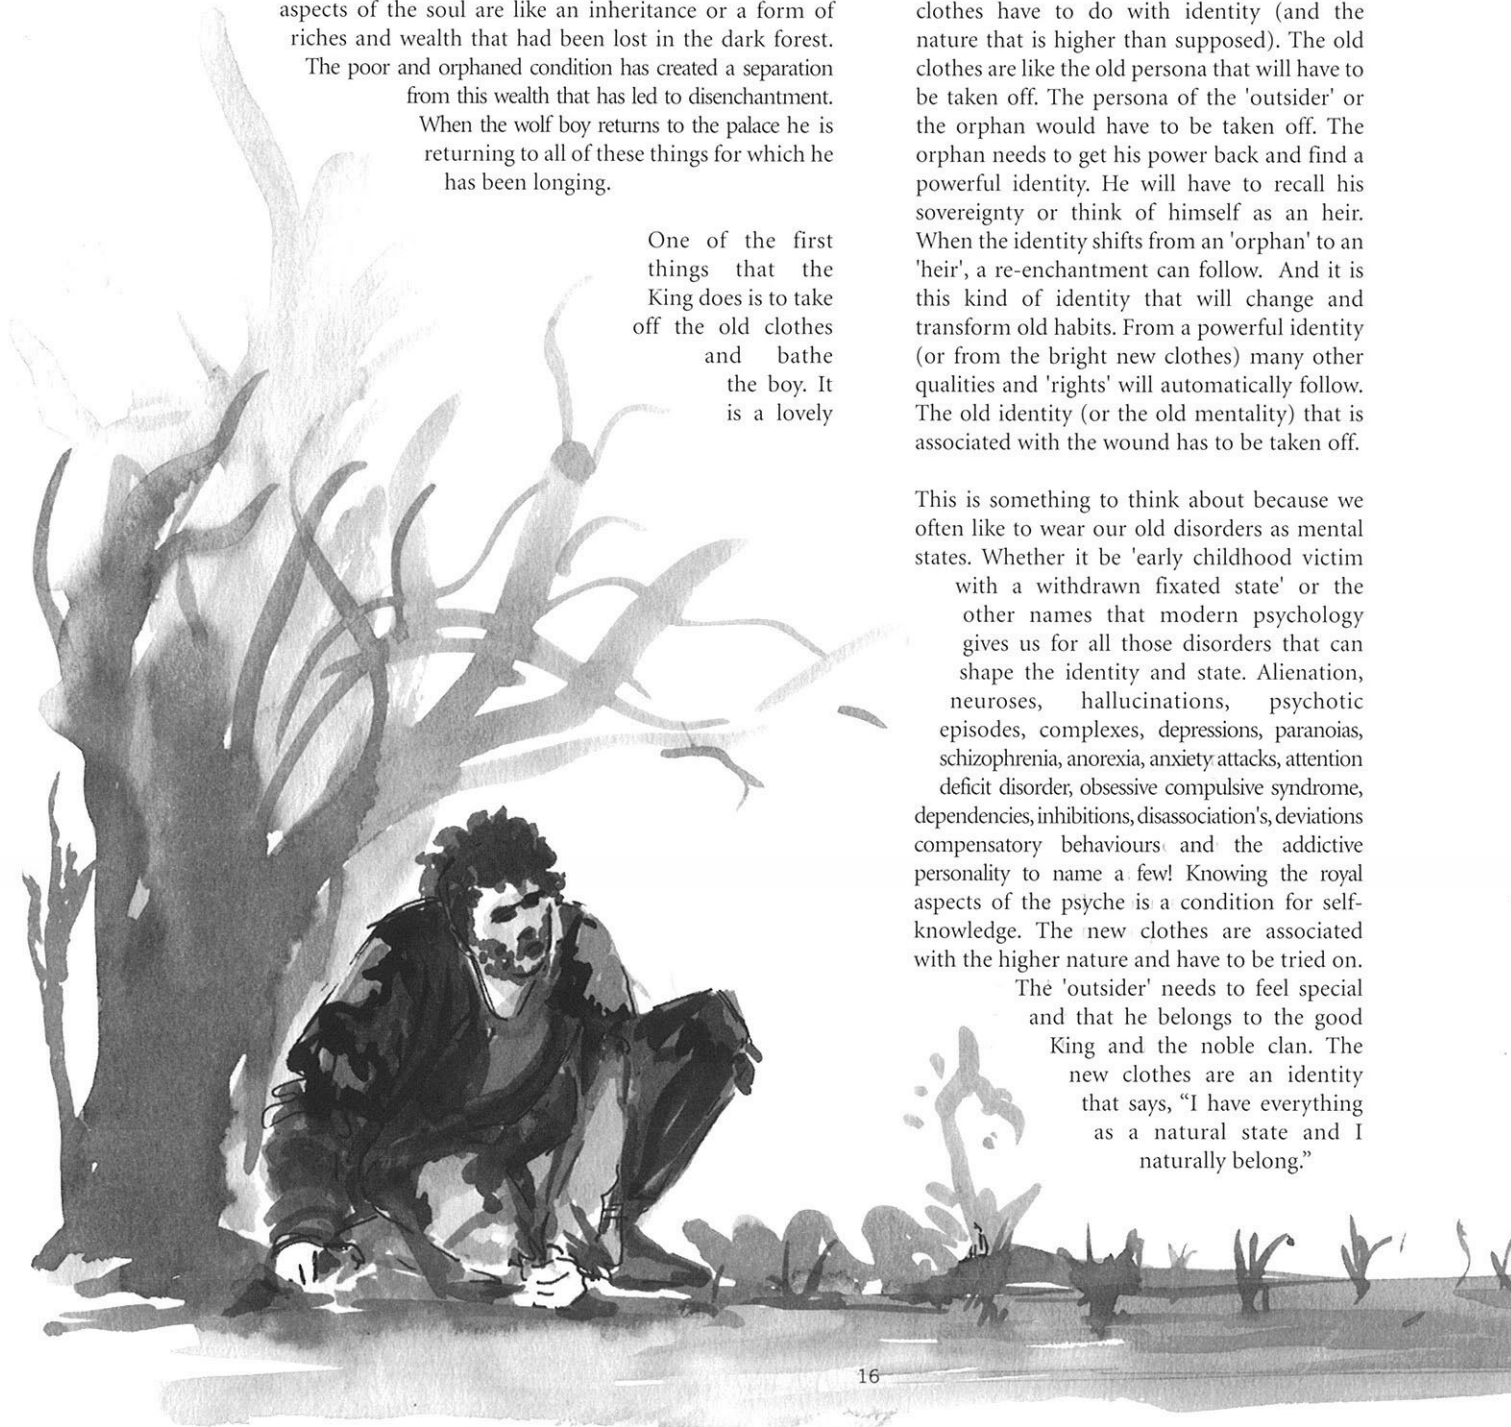 aspects of the soul are like an inheritance or a form of
riches and wealth that had been lost in the dark forest.
The poor and orphaned condition has created a separation
from this wealth that has led to disenchantment.
When the wolf boy returns to the palace he is
returning to all of these things for which he
has been longing.
One of the first
things that the
King does is to take
off the old clothes
and bathe
the boy. It
is a lovely
clothes have to do with identity (and the
nature that is higher than supposed). The old
clothes are like the old persona that will have to
be taken off. The persona of the 'outsider' or
the orphan would have to be taken off. The
orphan needs to get his power back and find a
powerful identity. He will have to recall his
sovereignty or think of himself as an heir.
When the identity shifts from an 'orphan' to an
'heir', a re-enchantment can follow. And it is
this kind of identity that will change and
transform old habits. From a powerful identity
(or from the bright new clothes) many other
qualities and 'rights' will automatically follow.
The old identity (or the old mentality) that is
associated with the wound has to be taken off.
This is something to think about because we
often like to wear our old disorders as mental
states. Whether it be 'early childhood victim
with a withdrawn fixated state' or the
other names that modern psychology
gives us for all those disorders that can
shape the identity and state. Alienation,
neuroses, hallucinations, psychotic
episodes, complexes, depressions, paranoias,
schizophrenia, anorexia, anxiety attacks, attention
deficit disorder, obsessive compulsive syndrome,
dependencies, inhibitions, disassociation's, deviations
compensatory behaviours and the addictive
personality to name a few! Knowing the royal
aspects of the psyche is a condition for self-
knowledge. The new clothes are associated
with the higher nature and have to be tried on.
The 'outsider' needs to feel special
and that he belongs to the good
King and the noble clan. The
new clothes are an identity
that says, “I have everything
as a natural state and I
naturally belong.”
16